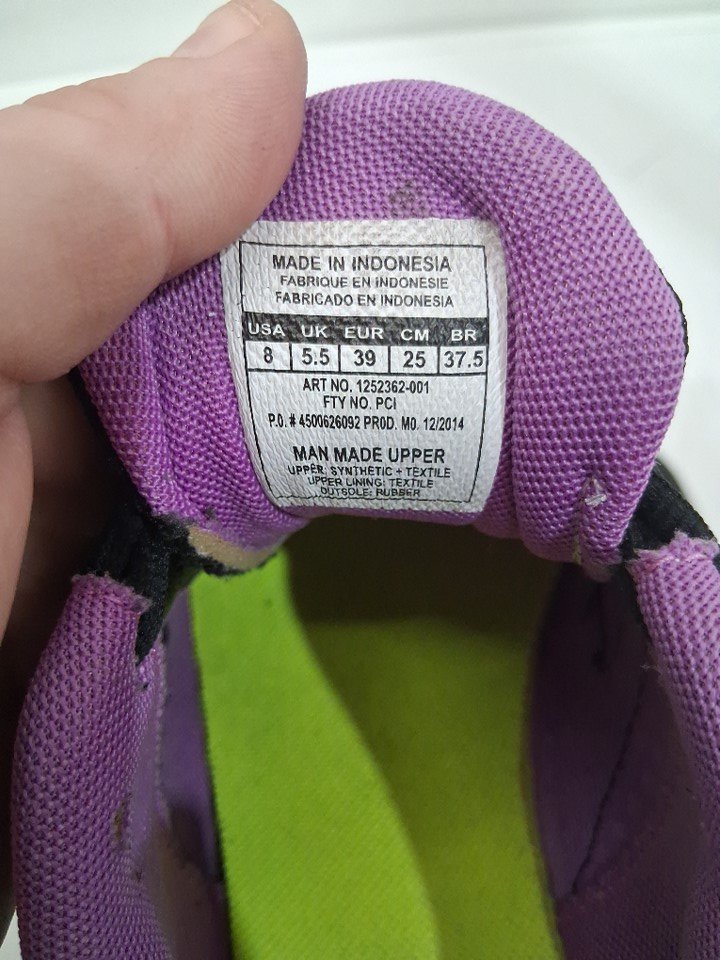 MADE IN INDONESIA
FABRIQUE EN INDONESIE
FABRICADO EN INDONESIA
USA UK EUR CM BR
8 5.5 39 25 37.5
ART NO. 1252362-001
FTY NO. PCI
P.O. # 4500626092 PROD. MO. 12/2014
MAN MADE UPPER
UPPER: SYNTHETIC + TEXTILE
UPPER LINING: TEXTILE
OUTSOLE: RUBBER